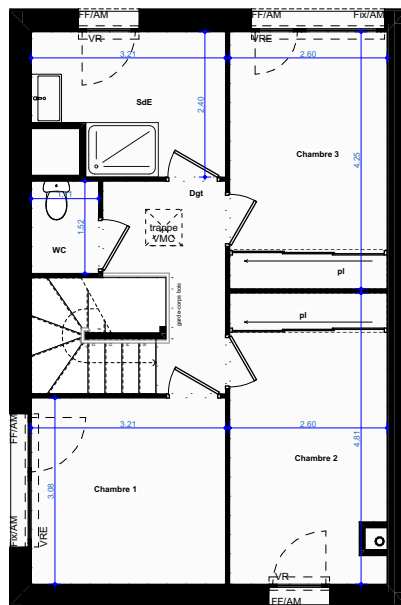 FF/AM
FF/AM
Fix/AM
VR
VRE
3.21
2.60
SdE
2.40
Chambre 3
4.25
Dgt
1.52
trappe
VMC
WC
pl
garde-corps bois
pl
FF/AM
3.21
2.60
4.81
Chambre 2
3.08
Chambre 1
Fix/AM
VRE
VR
FF/AM